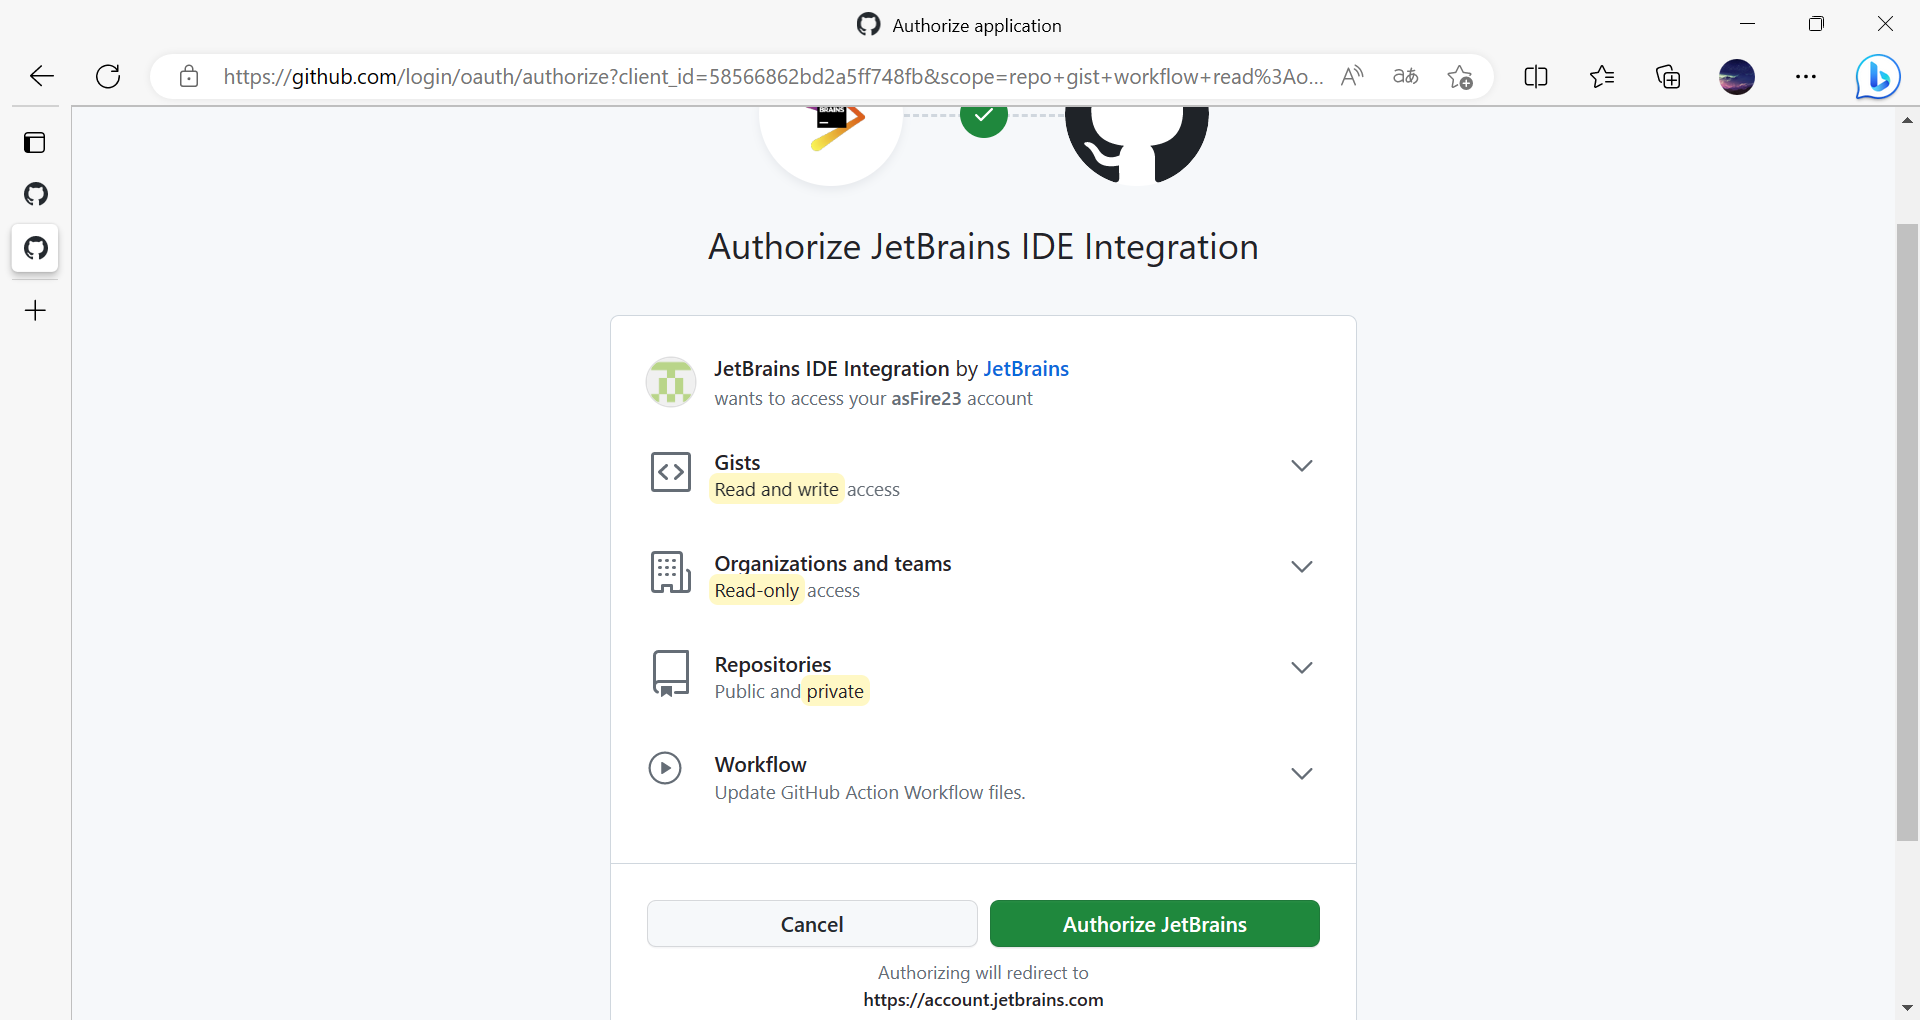 Authorize application
https://github.com/login/oauth/authorize?client_id=58566862bd2a5ff748fb&scope=repo+gist+workflow+read%3Ao...
BRAINS
Authorize JetBrains IDE Integration
JetBrains IDE Integration by JetBrains
wants to access your asFire23 account
Gists
Read and write access
Organizations and teams
Read-only access
Repositories
Public and private
Workflow
Update GitHub Action Workflow files.
Cancel
Authorize JetBrains
Authorizing will redirect to
https://account.jetbrains.com